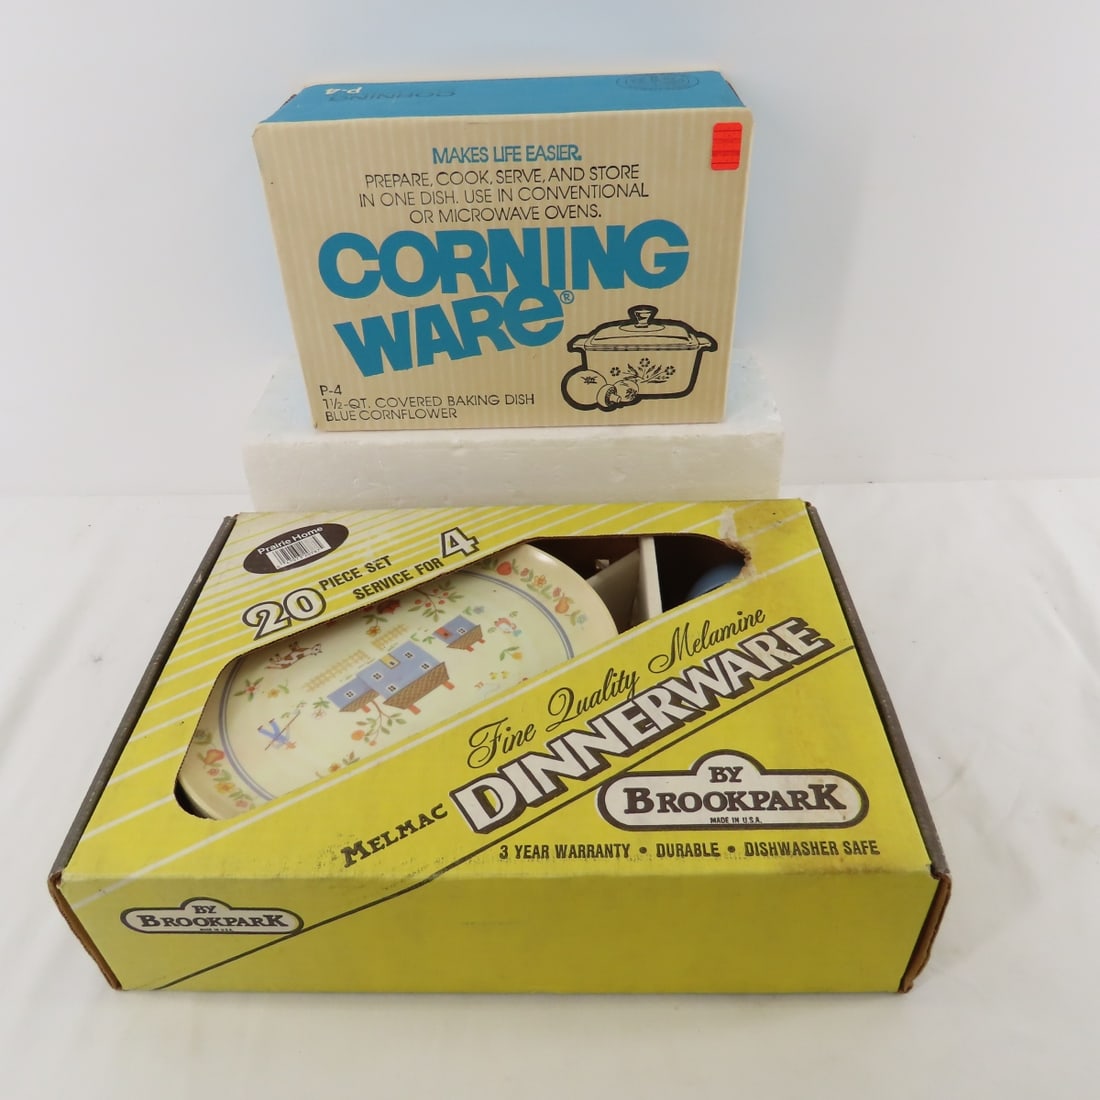 P-4 CORNING
MAKES LIFE EASIER.
PREPARE, COOK, SERVE, AND STORE
IN ONE DISH. USE IN CONVENTIONAL
OR MICROWAVE OVENS.
CORNING
WARE®
P-4
1½-QT. COVERED BAKING DISH
BLUE CORNFLOWER
Prairie Home
20 PIECE SET
SERVICE FOR 4
Fine Quality Melamine
MELMAC DINNERWARE
BY
BROOKPARK
MADE IN U.S.A.
3 YEAR WARRANTY • DURABLE • DISHWASHER SAFE
BY
BROOKPARK
MADE IN U.S.A.